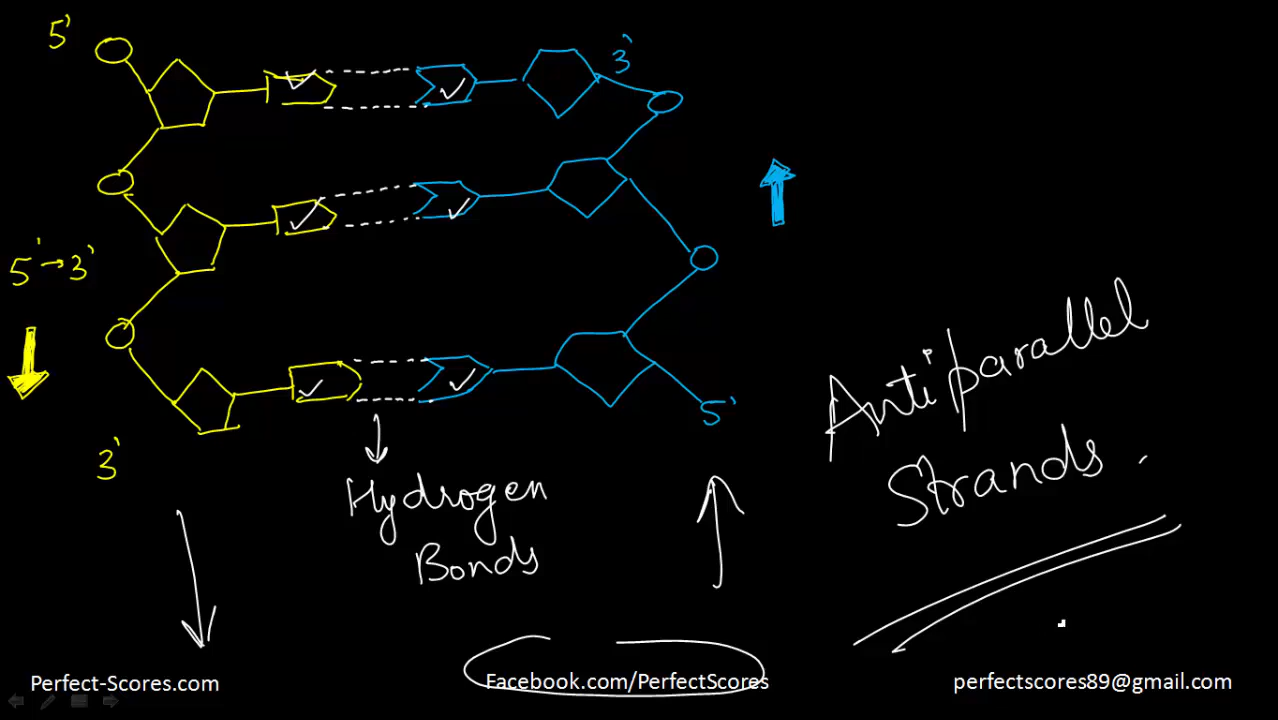 5'
3'
5' → 3'
3'
5'
Hydrogen
Bonds
Antiparallel
Strands.
Perfect-Scores.com
Facebook.com/PerfectScores
perfectscores89@gmail.com